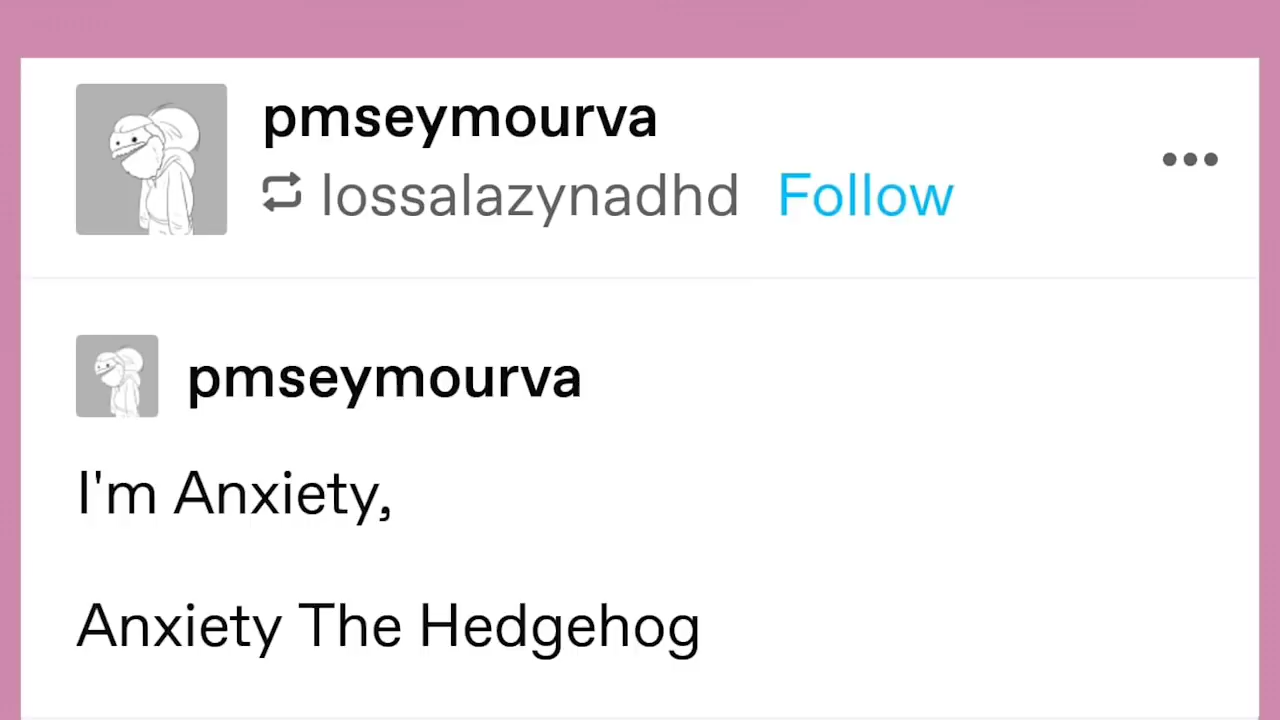 pmseymourva
lossalazynadhd Follow
pmseymourva
I'm Anxiety,
Anxiety The Hedgehog